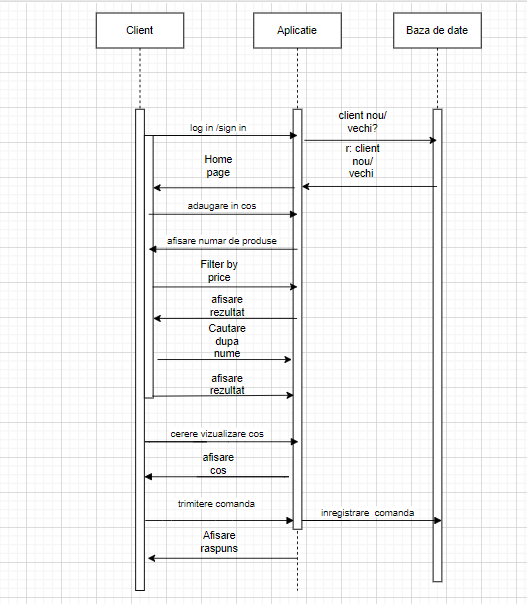 Client
Aplicatie
Baza de date
client nou/
vechi?
log in /sign in
r: client
nou/
vechi
Home
page
adaugare in cos
afisare numar de produse
Filter by
price
afisare
rezultat
Cautare
dupa
nume
afisare
rezultat
cerere vizualizare cos
afisare
cos
trimitere comanda
inregistrare comanda
Afisare
raspuns